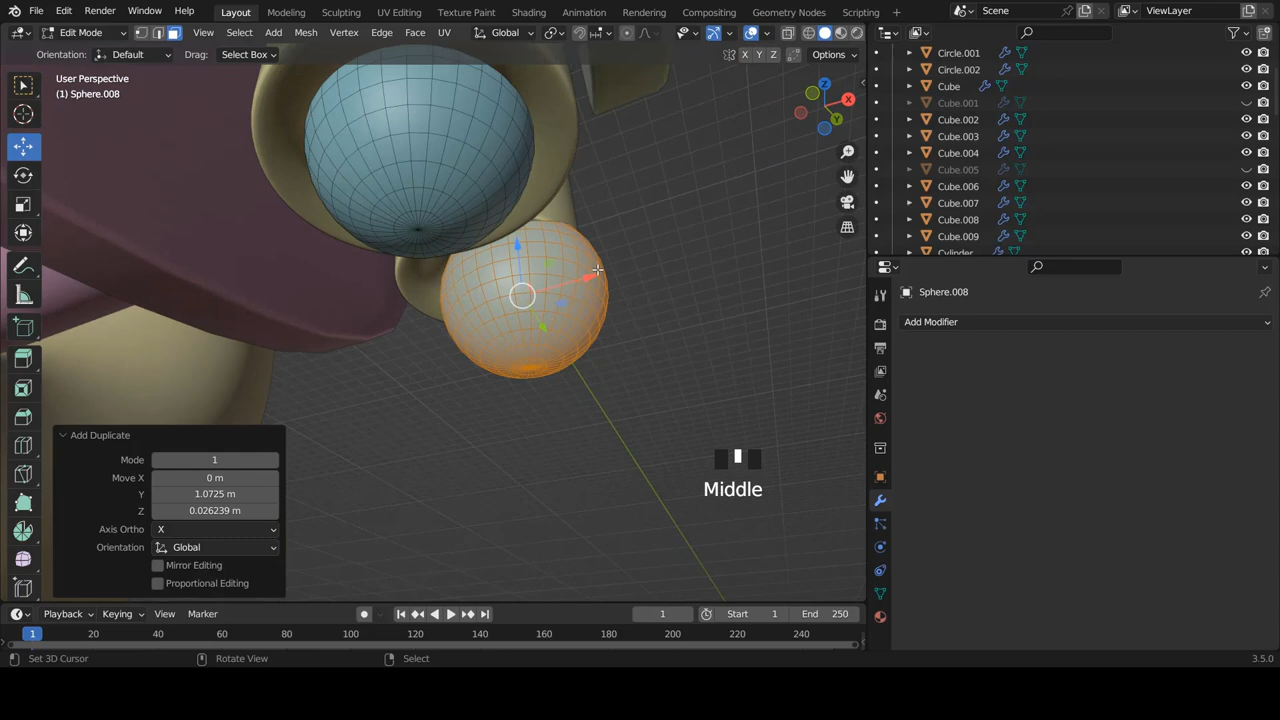 File Edit Render Window Help Layout Modeling Sculpting UV Editing Texture Paint Shading Animation Rendering Compositing Geometry Nodes Scripting + Scene ViewLayer
Edit Mode View Select Add Mesh Vertex Edge Face UV Global
Orientation: Default Drag: Select Box X Y Z Options
User Perspective
(1) Sphere.008
Z
X
Y
Circle.001
Circle.002
Cube
Cube.001
Cube.002
Cube.003
Cube.004
Cube.005
Cube.006
Cube.007
Cube.008
Cube.009
Cylinder
Sphere.008
Add Modifier
Add Duplicate
Mode 1
Move X 0 m
Y 1.0725 m
Z 0.026239 m
Axis Ortho X
Orientation Global
Mirror Editing
Proportional Editing
Middle
Playback Keying View Marker 1 Start 1 End 250
1 20 40 60 80 100 120 140 160 180 200 220 240
Set 3D Cursor Rotate View Select 3.5.0